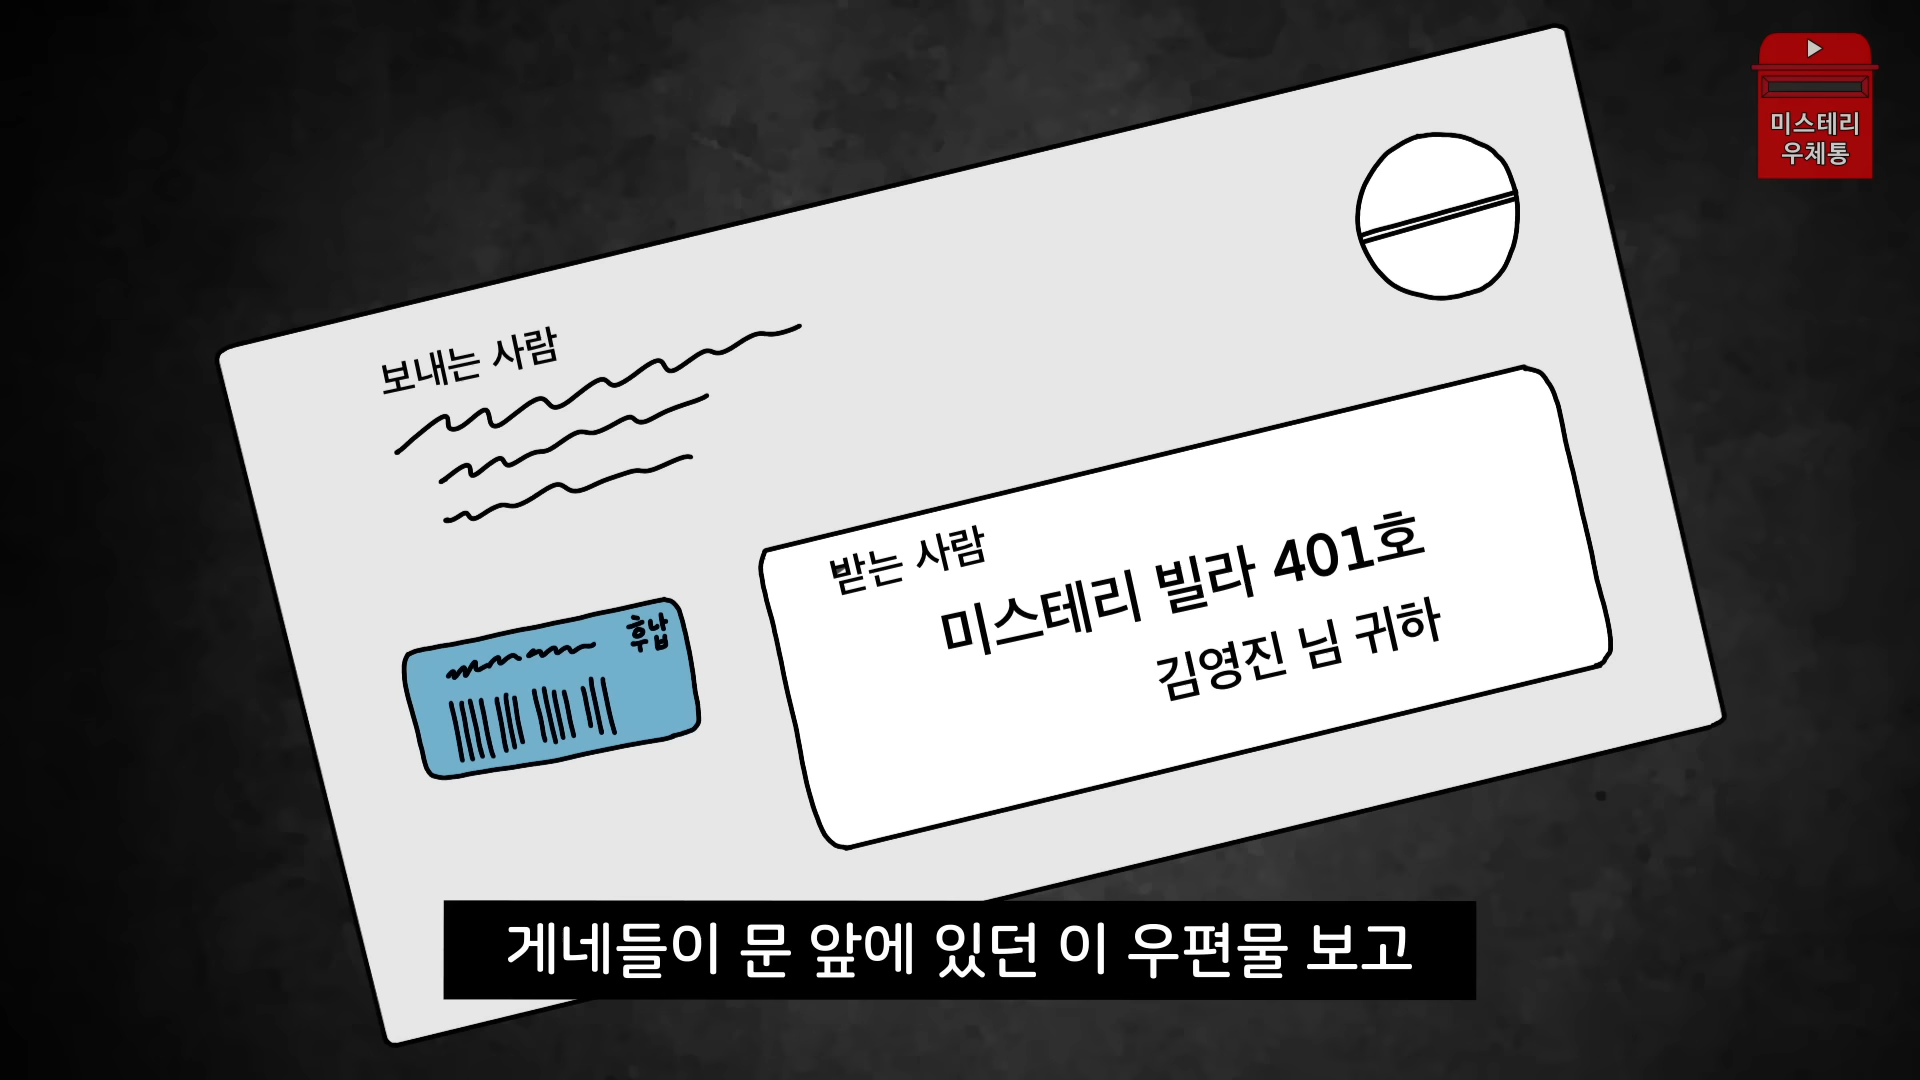 미스테리
우체통
보내는 사람
후납
받는 사람
미스테리 빌라 401호
김영진 님 귀하
게네들이 문 앞에 있던 이 우편물 보고